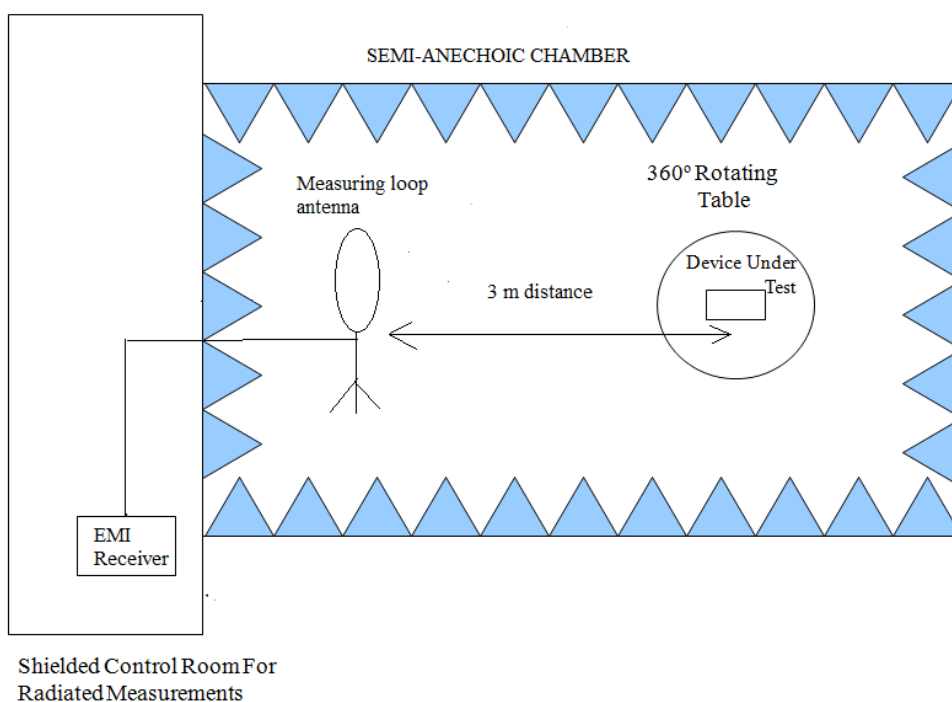 SEMI-ANECHOIC CHAMBER
Measuring loop
antenna
360º Rotating
Table
Device Under
Test
3 m distance
EMI
Receiver
Shielded Control Room For
Radiated Measurements